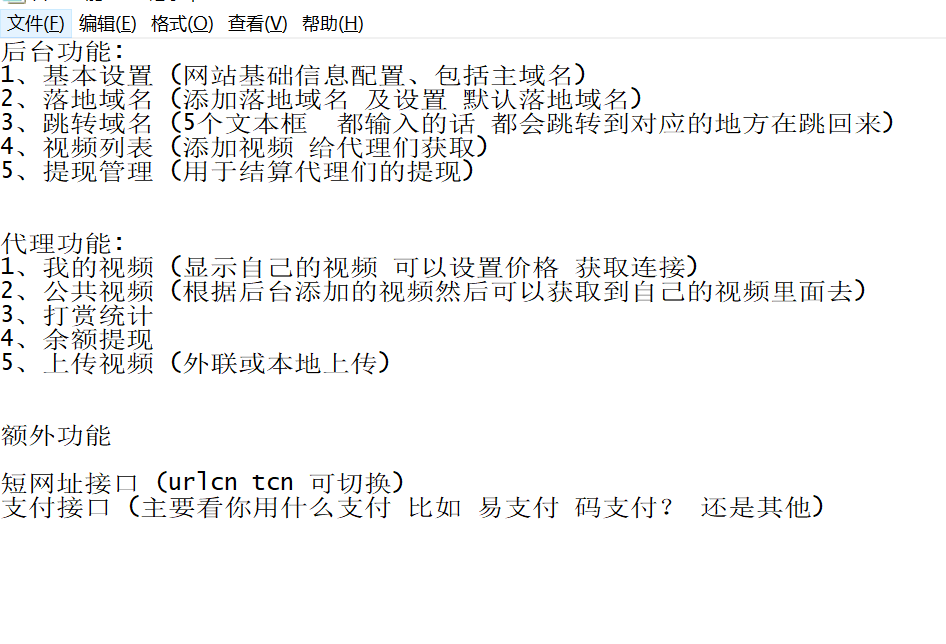 文件(F) 编辑(E) 格式(O) 查看(V) 帮助(H)
后台功能:
1、基本设置 (网站基础信息配置、包括主域名)
2、落地域名 (添加落地域名 及设置 默认落地域名)
3、跳转域名 (5个文本框  都输入的话 都会跳转到对应的地方在跳回来)
4、视频列表 (添加视频 给代理们获取)
5、提现管理 (用于结算代理们的提现)
代理功能:
1、我的视频 (显示自己的视频 可以设置价格 获取连接)
2、公共视频 (根据后台添加的视频然后可以获取到自己的视频里面去)
3、打赏统计
4、余额提现
5、上传视频 (外联或本地上传)
额外功能
短网址接口 (urlcn tcn 可切换)
支付接口 (主要看你用什么支付 比如 易支付 码支付? 还是其他)